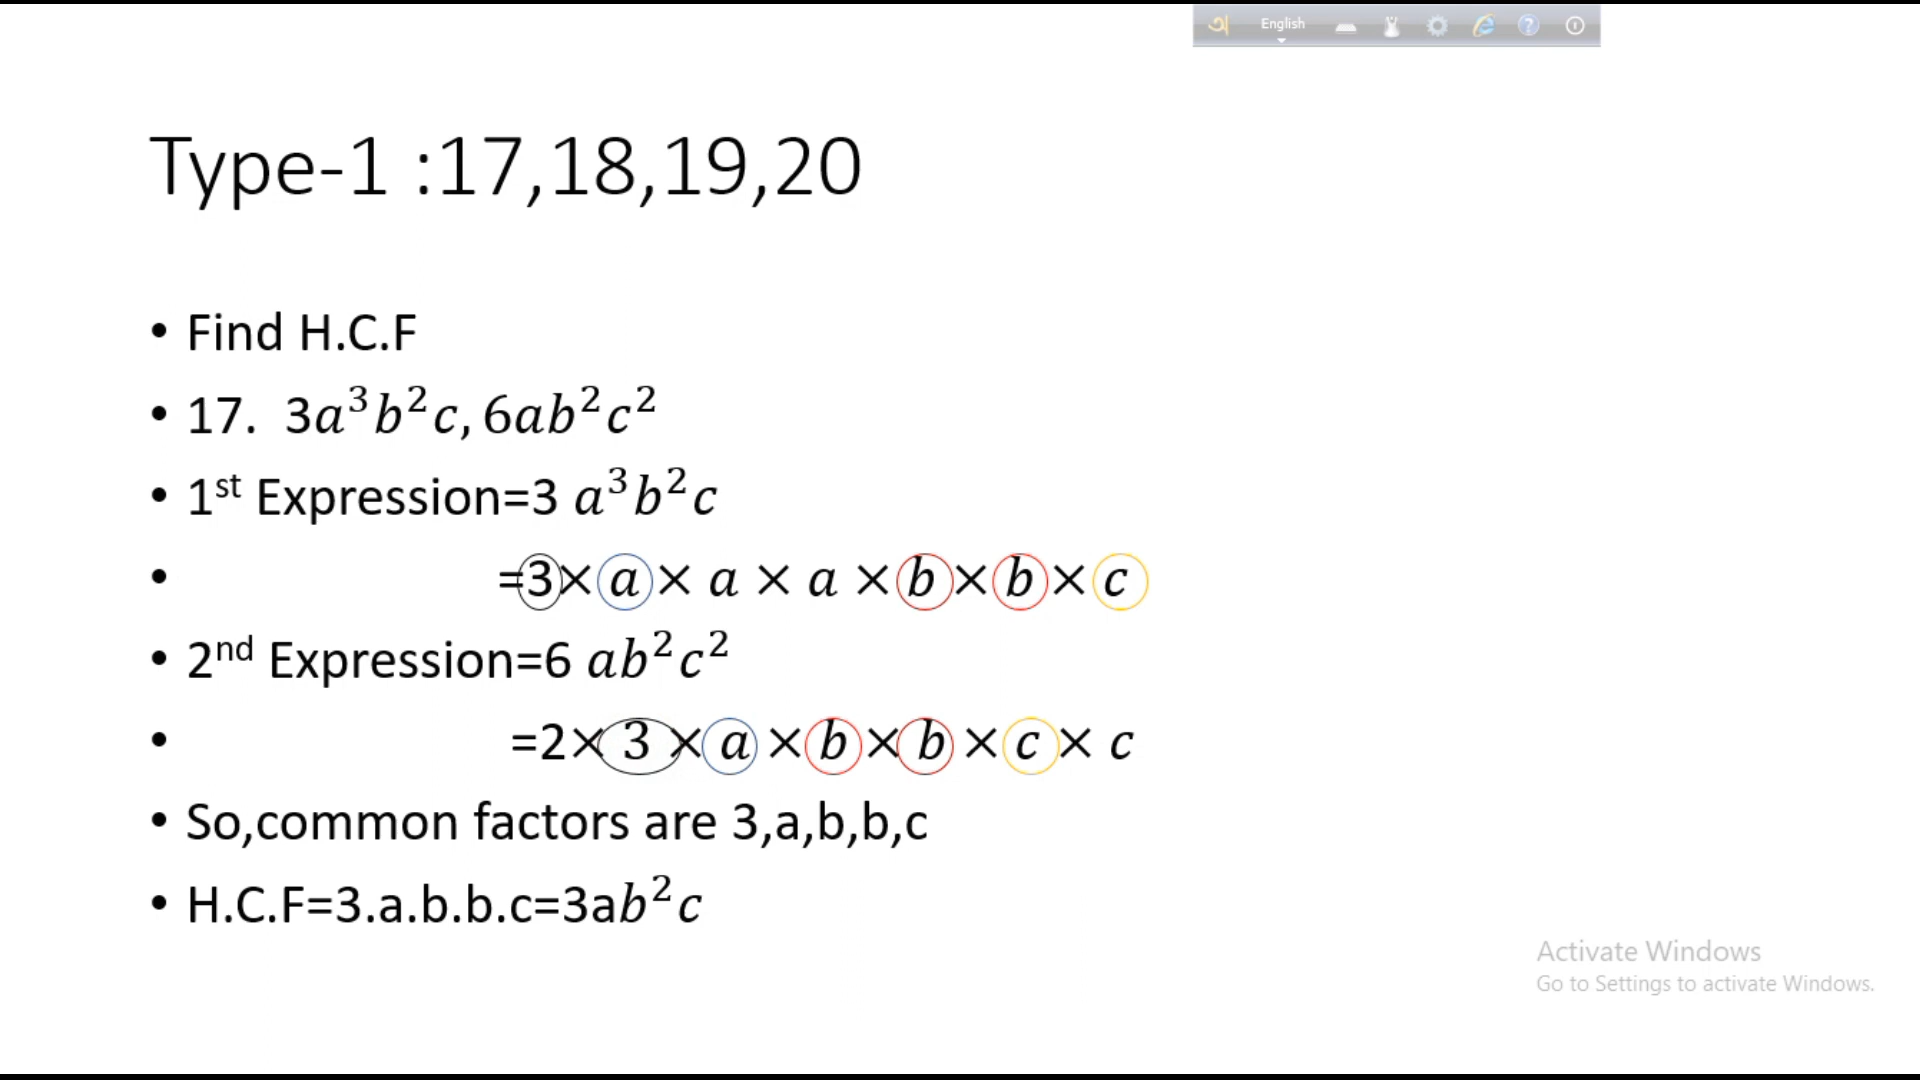 অ English
Type-1 :17,18,19,20
• Find H.C.F
• 17. 3a³b²c, 6ab²c²
• 1ˢᵗ Expression=3 a³b²c
• =3× a × a × a × b × b × c
• 2ⁿᵈ Expression=6 ab²c²
• =2× 3 × a × b × b × c × c
• So,common factors are 3,a,b,b,c
• H.C.F=3.a.b.b.c=3ab²c
Activate Windows
Go to Settings to activate Windows.